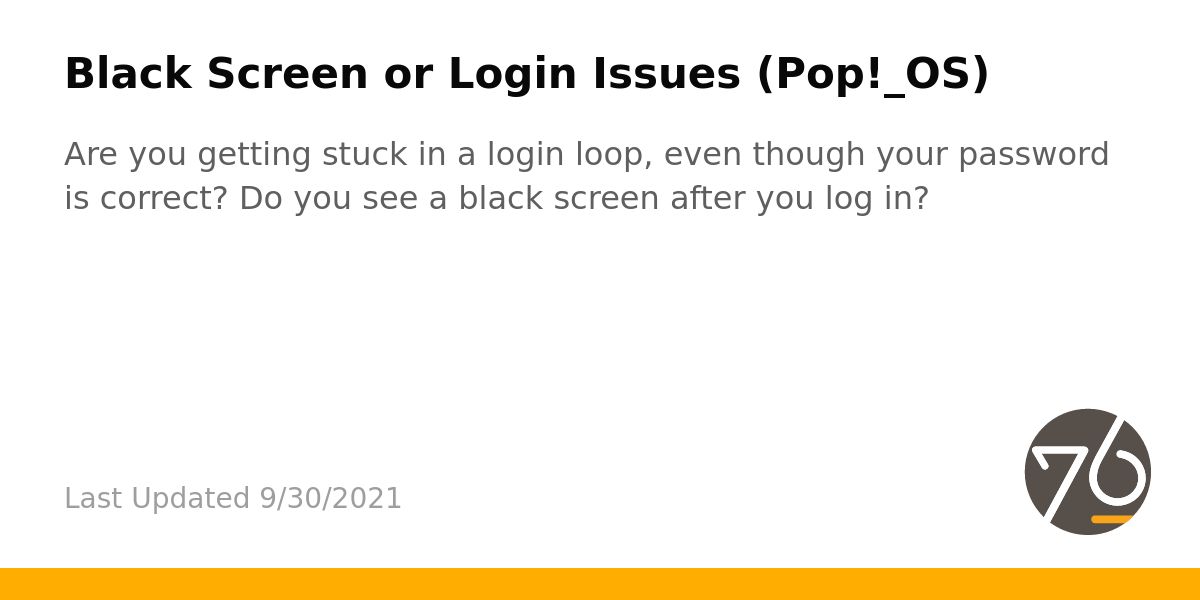 Black Screen or Login Issues (Pop!_OS)
Are you getting stuck in a login loop, even though your password
is correct? Do you see a black screen after you log in?
Last Updated 9/30/2021
76